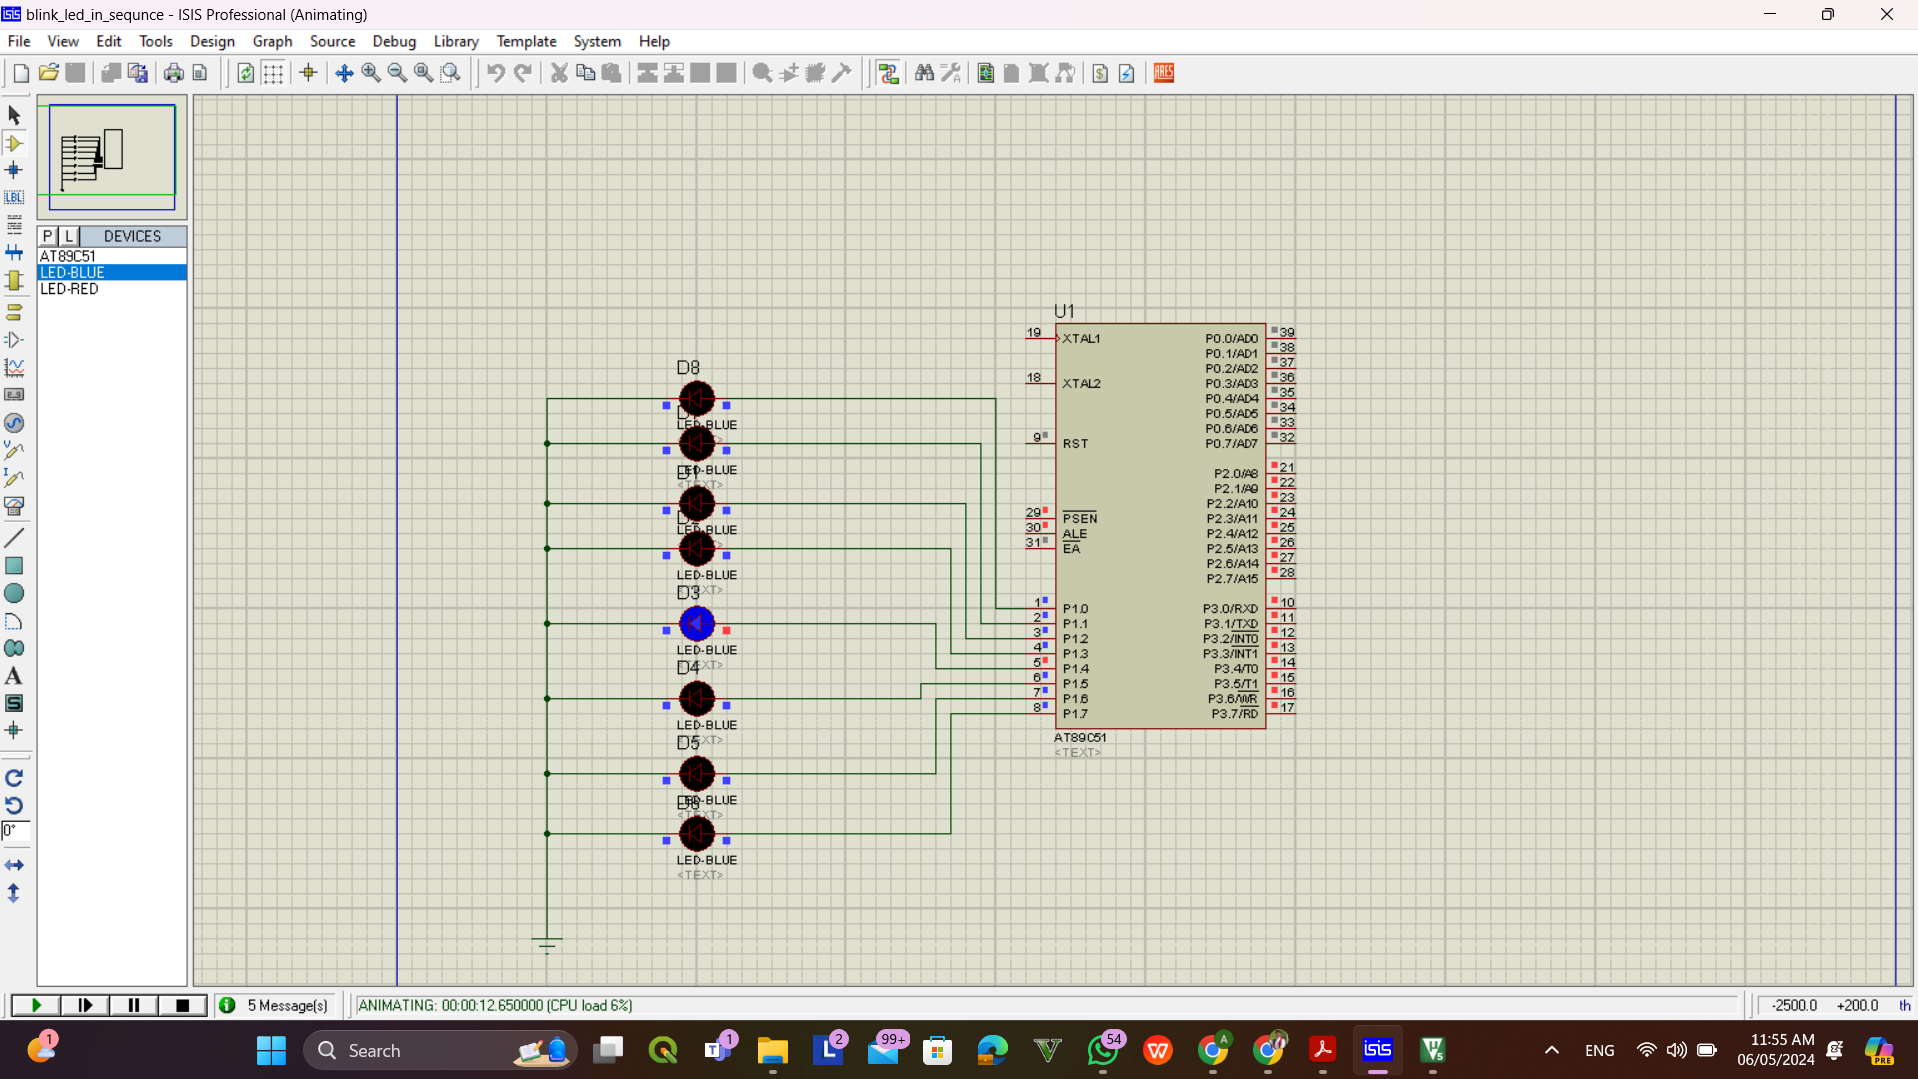 blink_led_in_sequnce - ISIS Professional (Animating)
File View Edit Tools Design Graph Source Debug Library Template System Help
ARES
LBL
P L DEVICES
AT89C51
LED-BLUE
LED-RED
0°
D8
LED-BLUE
LED-BLUE
<TEXT>
D1
LED-BLUE
D2
LED-BLUE
<TEXT>
D3
LED-BLUE
<TEXT>
D4
LED-BLUE
<TEXT>
D5
LED-BLUE
<TEXT>
D6
LED-BLUE
<TEXT>
U1
19 XTAL1 P0.0/AD0 39
P0.1/AD1 38
P0.2/AD2 37
18 XTAL2 P0.3/AD3 36
P0.4/AD4 35
P0.5/AD5 34
P0.6/AD6 33
9 RST P0.7/AD7 32
P2.0/A8 21
P2.1/A9 22
P2.2/A10 23
29 PSEN P2.3/A11 24
30 ALE P2.4/A12 25
31 EA P2.5/A13 26
P2.6/A14 27
P2.7/A15 28
1 P1.0 P3.0/RXD 10
2 P1.1 P3.1/TXD 11
3 P1.2 P3.2/INT0 12
4 P1.3 P3.3/INT1 13
5 P1.4 P3.4/T0 14
6 P1.5 P3.5/T1 15
7 P1.6 P3.6/WR 16
8 P1.7 P3.7/RD 17
AT89C51
<TEXT>
5 Message(s) ANIMATING: 00:00:12.650000 (CPU load 6%) -2500.0 +200.0 th
1 Search 1 2 99+ 54 A isis ENG 11:55 AM
06/05/2024 PRE